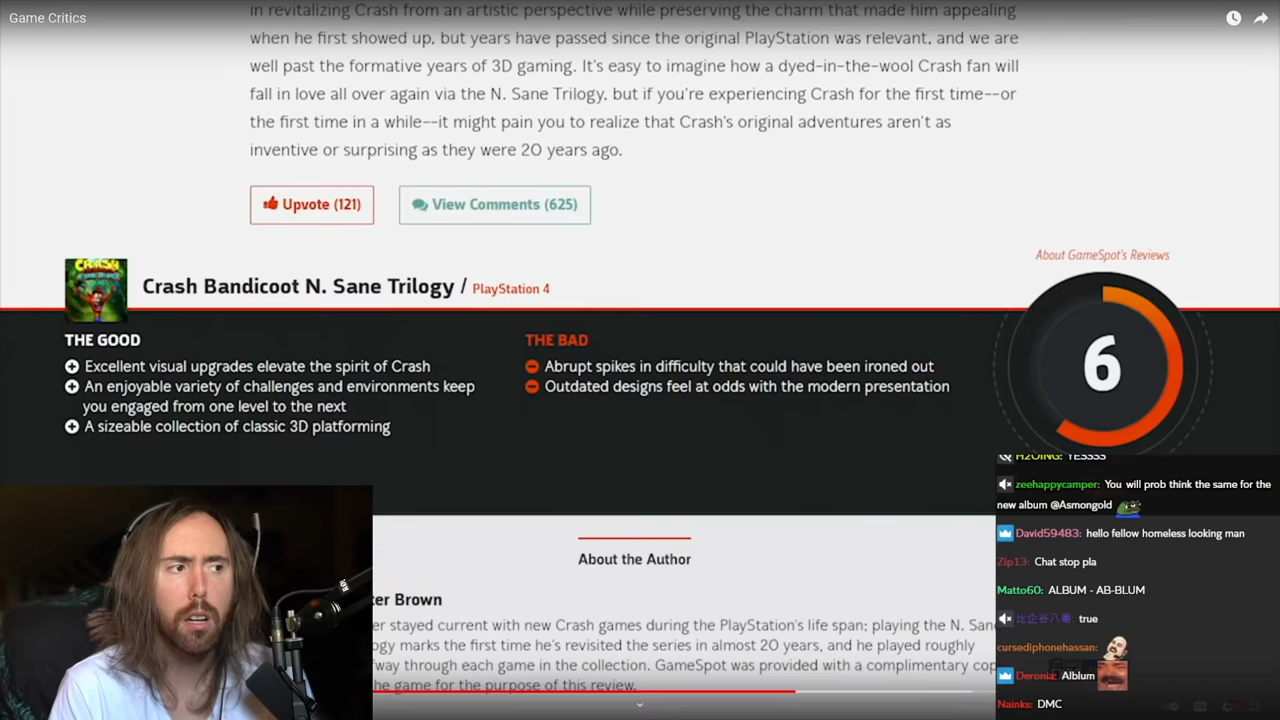 Game Critics
in revitalizing Crash from an artistic perspective while preserving the charm that made him appealing
when he first showed up, but years have passed since the original PlayStation was relevant, and we are
well past the formative years of 3D gaming. It's easy to imagine how a dyed-in-the-wool Crash fan will
fall in love all over again via the N. Sane Trilogy, but if you're experiencing Crash for the first time--or
the first time in a while--it might pain you to realize that Crash's original adventures aren't as
inventive or surprising as they were 20 years ago.
Upvote (121)
View Comments (625)
About GameSpot's Reviews
Crash Bandicoot N. Sane Trilogy / PlayStation 4
THE GOOD
Excellent visual upgrades elevate the spirit of Crash
An enjoyable variety of challenges and environments keep
you engaged from one level to the next
A sizeable collection of classic 3D platforming
THE BAD
Abrupt spikes in difficulty that could have been ironed out
Outdated designs feel at odds with the modern presentation
6
H2OING: YESSSS
zeehappycamper: You will prob think the same for the
new album @Asmongold
David59483: hello fellow homeless looking man
Zip13: Chat stop pla
Matto60: ALBUM - AB-BLUM
比企谷八番: true
cursediphonehassan:
Deronia: Alblum
Nainks: DMC
About the Author
ter Brown
er stayed current with new Crash games during the PlayStation's life span; playing the N. San
ogy marks the first time he's revisited the series in almost 20 years, and he played roughly
fway through each game in the collection. GameSpot was provided with a complimentary cop
he game for the purpose of this review.